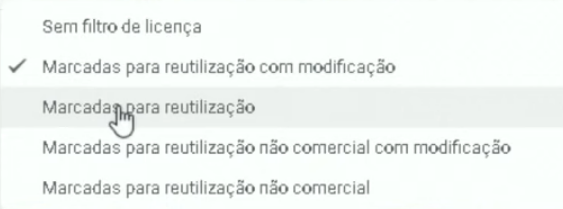 Sem filtro de licença
Marcadas para reutilização com modificação
Marcadas para reutilização
Marcadas para reutilização não comercial com modificação
Marcadas para reutilização não comercial